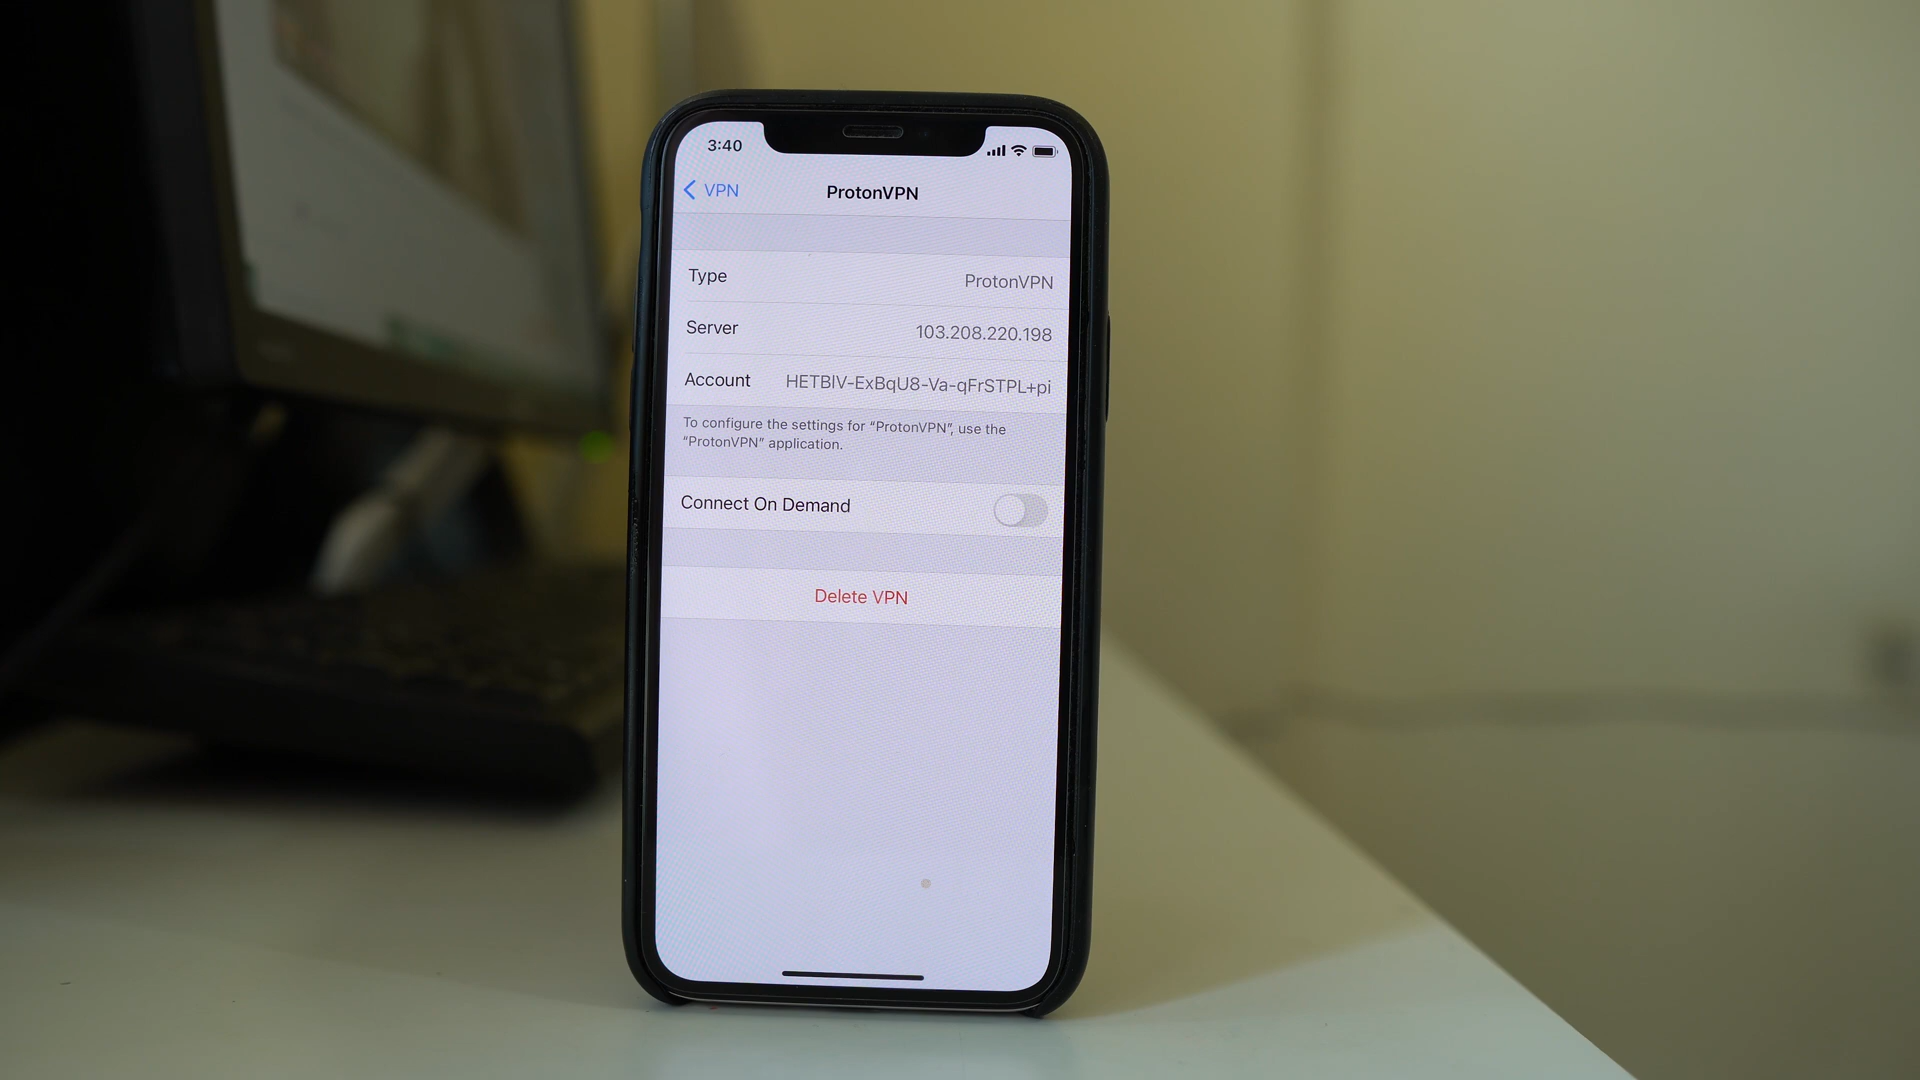 3:40
VPN
ProtonVPN
Type ProtonVPN
Server 103.208.220.198
Account HETBIV-ExBqU8-Va-qFrSTPL+pi
To configure the settings for “ProtonVPN”, use the
“ProtonVPN” application.
Connect On Demand
Delete VPN